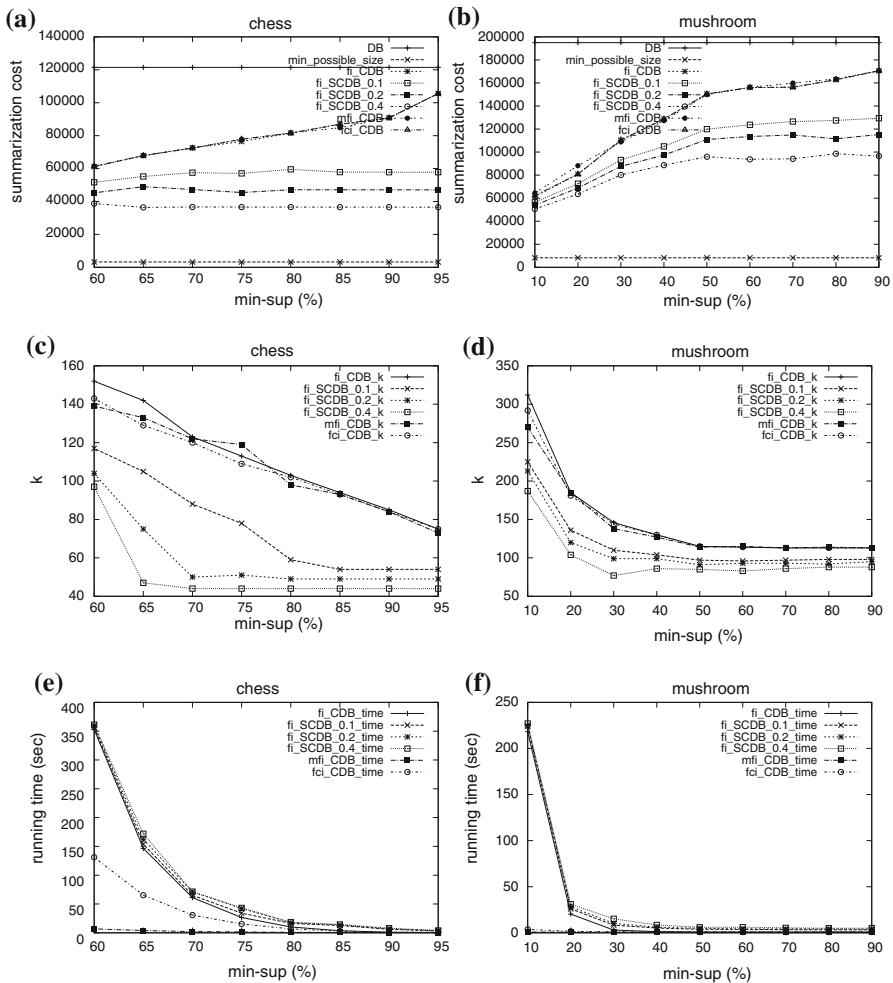 (a)
chess
summarization cost
140000
120000
100000
80000
60000
40000
20000
0
DB
min_possible_size
fi_CDB
fi_SCDB_0.1
fi_SCDB_0.2
fi_SCDB_0.4
mfi_CDB
fci_CDB
60 65 70 75 80 85 90 95
min-sup (%)
(b)
mushroom
summarization cost
200000
180000
160000
140000
120000
100000
80000
60000
40000
20000
0
DB
min_possible_size
fi_CDB
fi_SCDB_0.1
fi_SCDB_0.2
fi_SCDB_0.4
mfi_CDB
fci_CDB
10 20 30 40 50 60 70 80 90
min-sup (%)
(c)
chess
k
160
140
120
100
80
60
40
fi_CDB_k
fi_SCDB_0.1_k
fi_SCDB_0.2_k
fi_SCDB_0.4_k
mfi_CDB_k
fci_CDB_k
60 65 70 75 80 85 90 95
min-sup (%)
(d)
mushroom
k
350
300
250
200
150
100
50
fi_CDB_k
fi_SCDB_0.1_k
fi_SCDB_0.2_k
fi_SCDB_0.4_k
mfi_CDB_k
fci_CDB_k
10 20 30 40 50 60 70 80 90
min-sup (%)
(e)
chess
running time (sec)
400
350
300
250
200
150
100
50
0
fi_CDB_time
fi_SCDB_0.1_time
fi_SCDB_0.2_time
fi_SCDB_0.4_time
mfi_CDB_time
fci_CDB_time
60 65 70 75 80 85 90 95
min-sup (%)
(f)
mushroom
running time (sec)
250
200
150
100
50
0
fi_CDB_time
fi_SCDB_0.1_time
fi_SCDB_0.2_time
fi_SCDB_0.4_time
mfi_CDB_time
fci_CDB_time
10 20 30 40 50 60 70 80 90
min-sup (%)